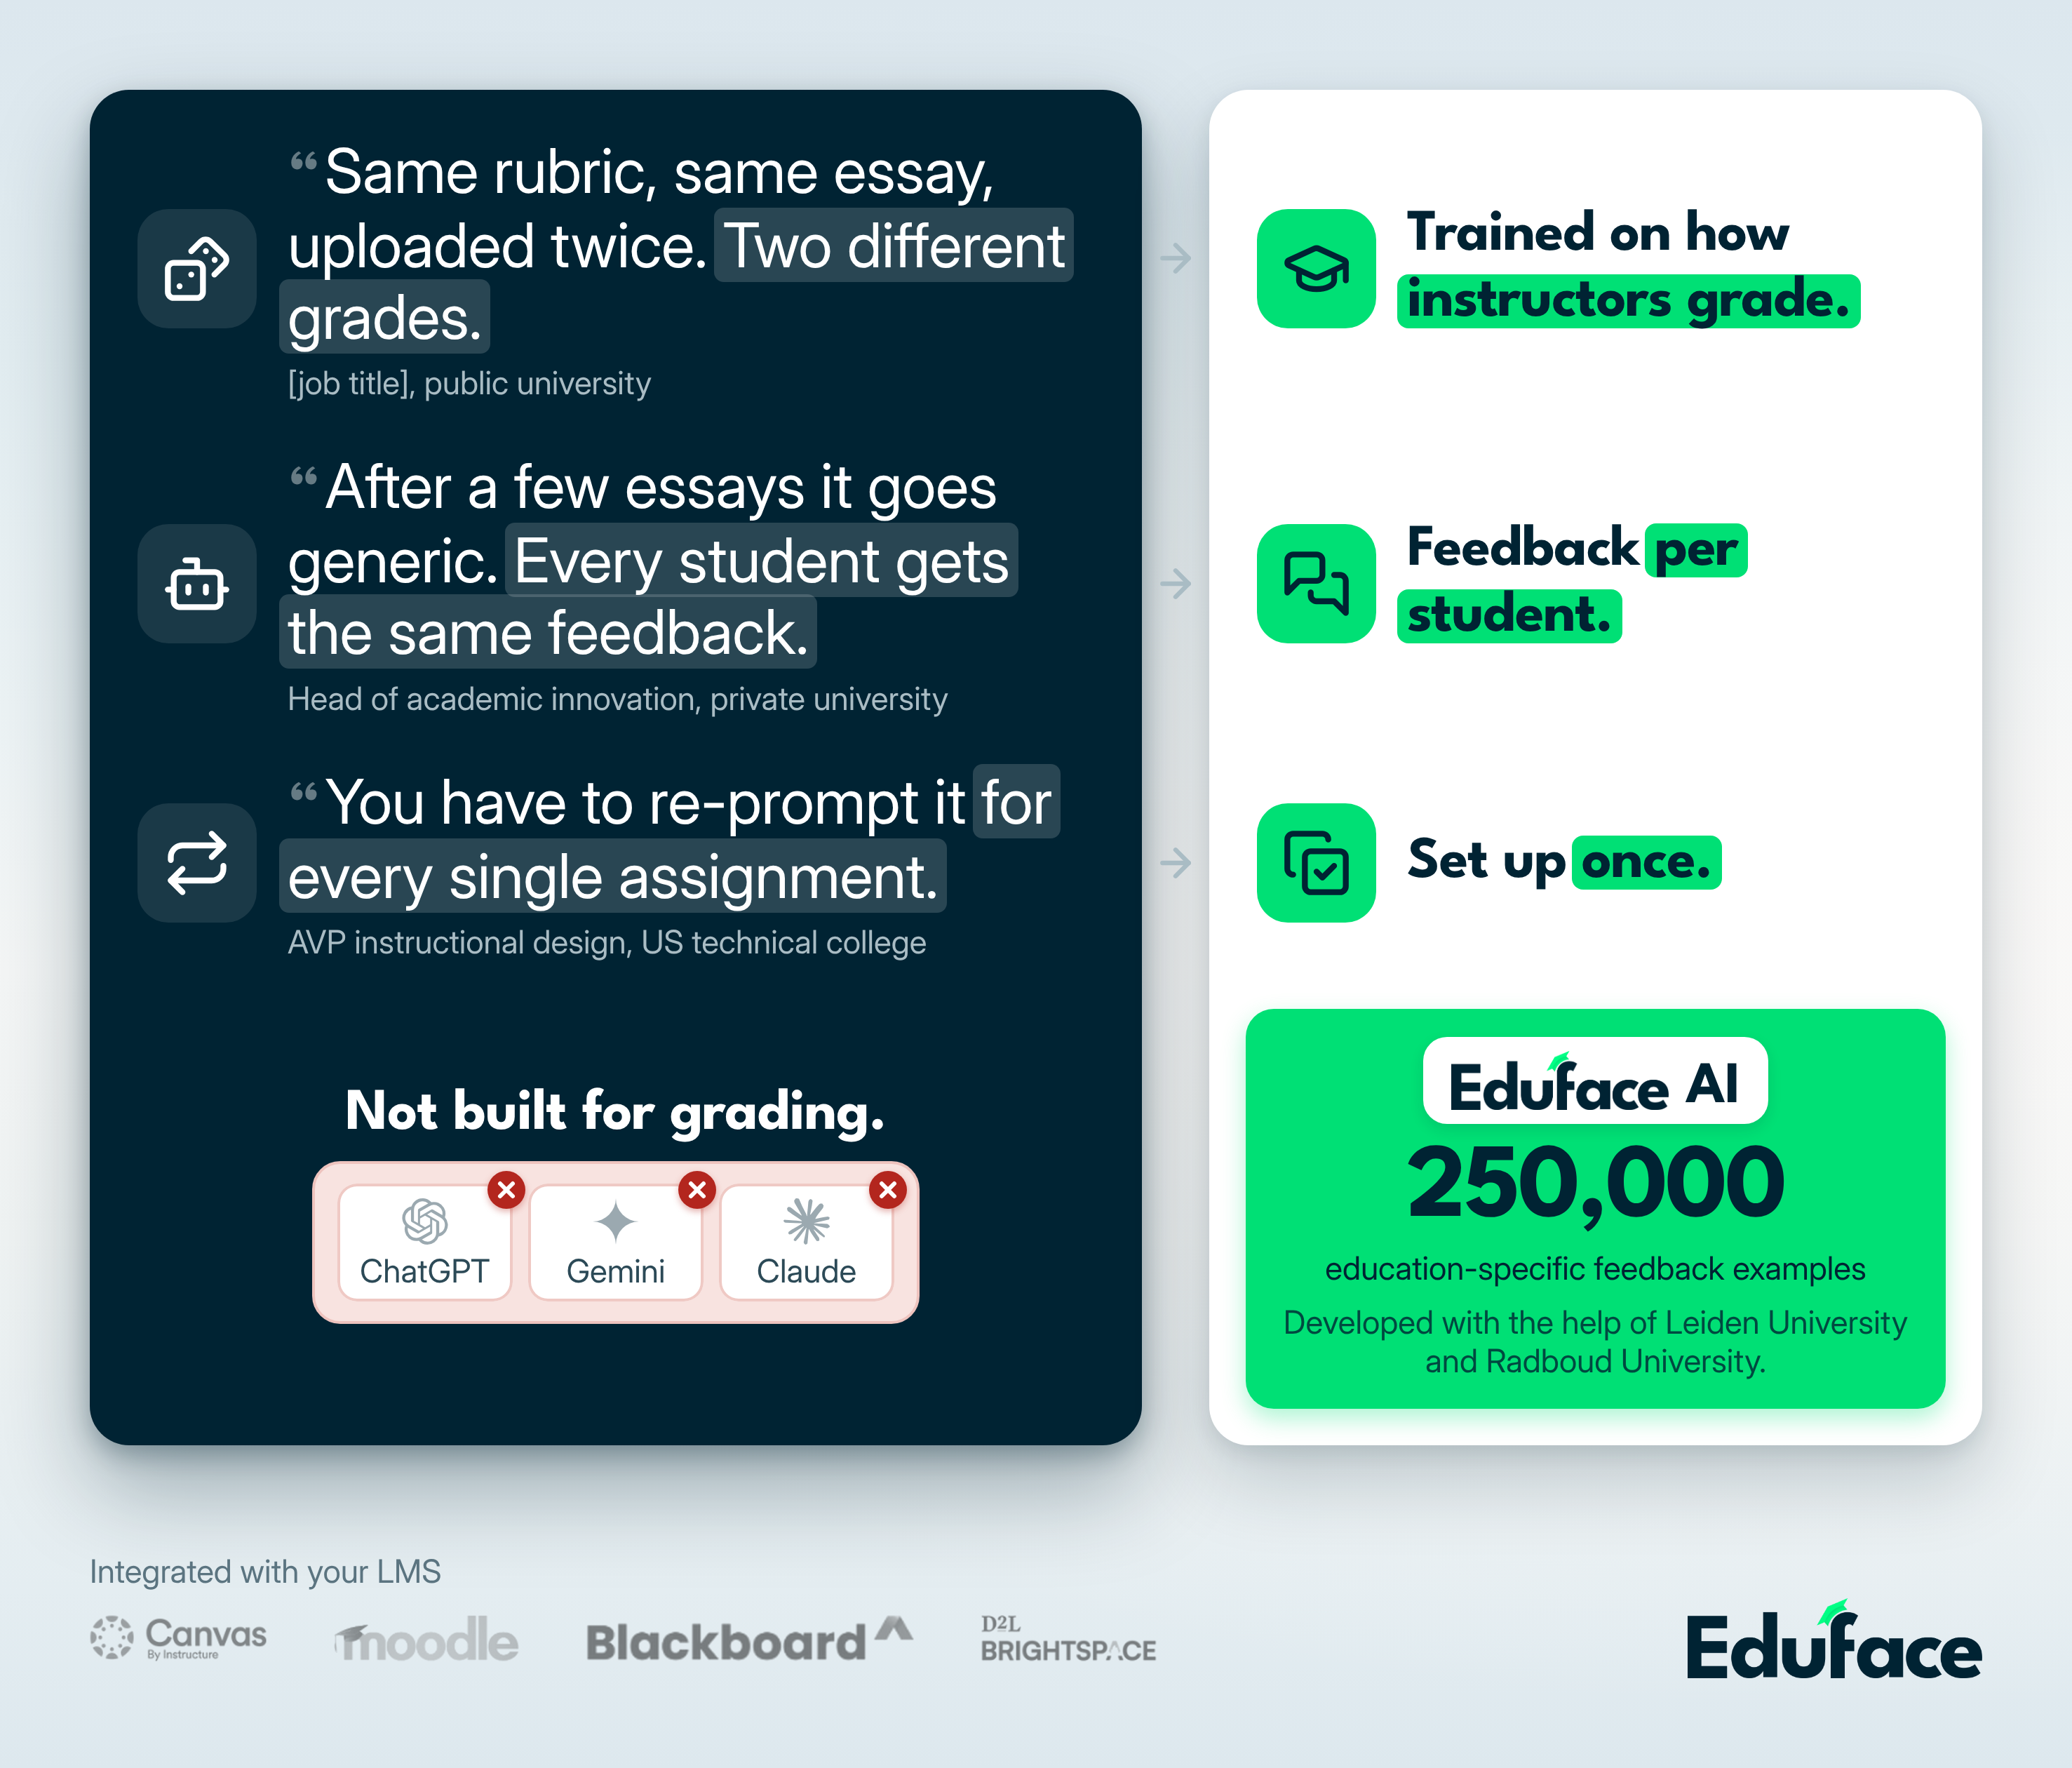 “Same rubric, same essay,
uploaded twice. Two different
grades.
[job title], public university
“After a few essays it goes
generic. Every student gets
the same feedback.
Head of academic innovation, private university
“You have to re-prompt it for
every single assignment.
AVP instructional design, US technical college
Not built for grading.
ChatGPT
Gemini
Claude
Trained on how
instructors grade.
Feedback per
student.
Set up once.
Eduface AI
250,000
education-specific feedback examples
Developed with the help of Leiden University
and Radboud University.
Integrated with your LMS
Canvas
By Instructure
moodle
Blackboard
D2L
BRIGHTSPACE
Eduface